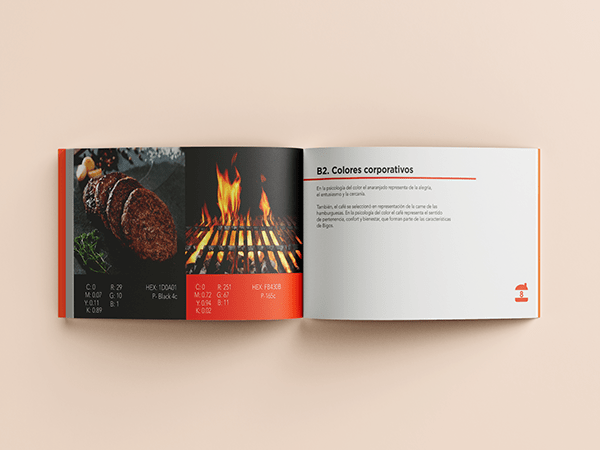 C: 0 R: 29 HEX: 1D0A01
M: 0.07 G: 10 P- Black 4c
Y: 0.11 B: 1
K: 0.89
C: 0 R: 251 HEX: FB430B
M: 0.72 G: 67 P- 165c
Y: 0.94 B: 11
K: 0.02
B2. Colores corporativos
En la psicología del color el anaranjado representa de la alegría,
el entusiasmo y la cercanía.
También, el café se seleccionó en representación de la carne de las
hamburguesas. En la psicología del color el café representa el sentido
de pertenencia, confort y bienestar, que forman parte de las características
de Bigos.
8